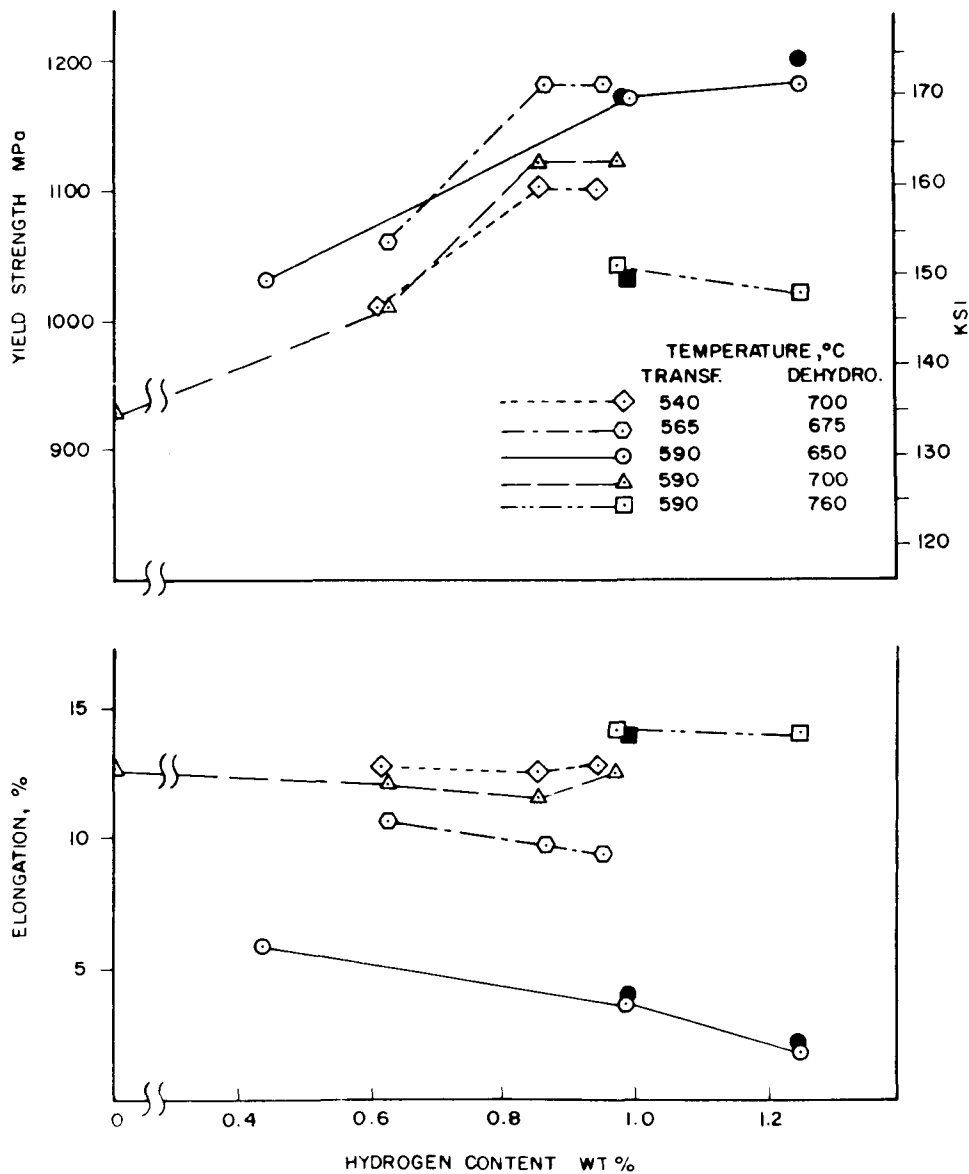 YIELD STRENGTH MPa
1200
1100
1000
900
170
160
150
140
130
120
KSI
TEMPERATURE, °C
TRANSF. DEHYDRO.
540 700
565 675
590 650
590 700
590 760
ELONGATION, %
15
10
5
0 0.4 0.6 0.8 1.0 1.2
HYDROGEN CONTENT WT %